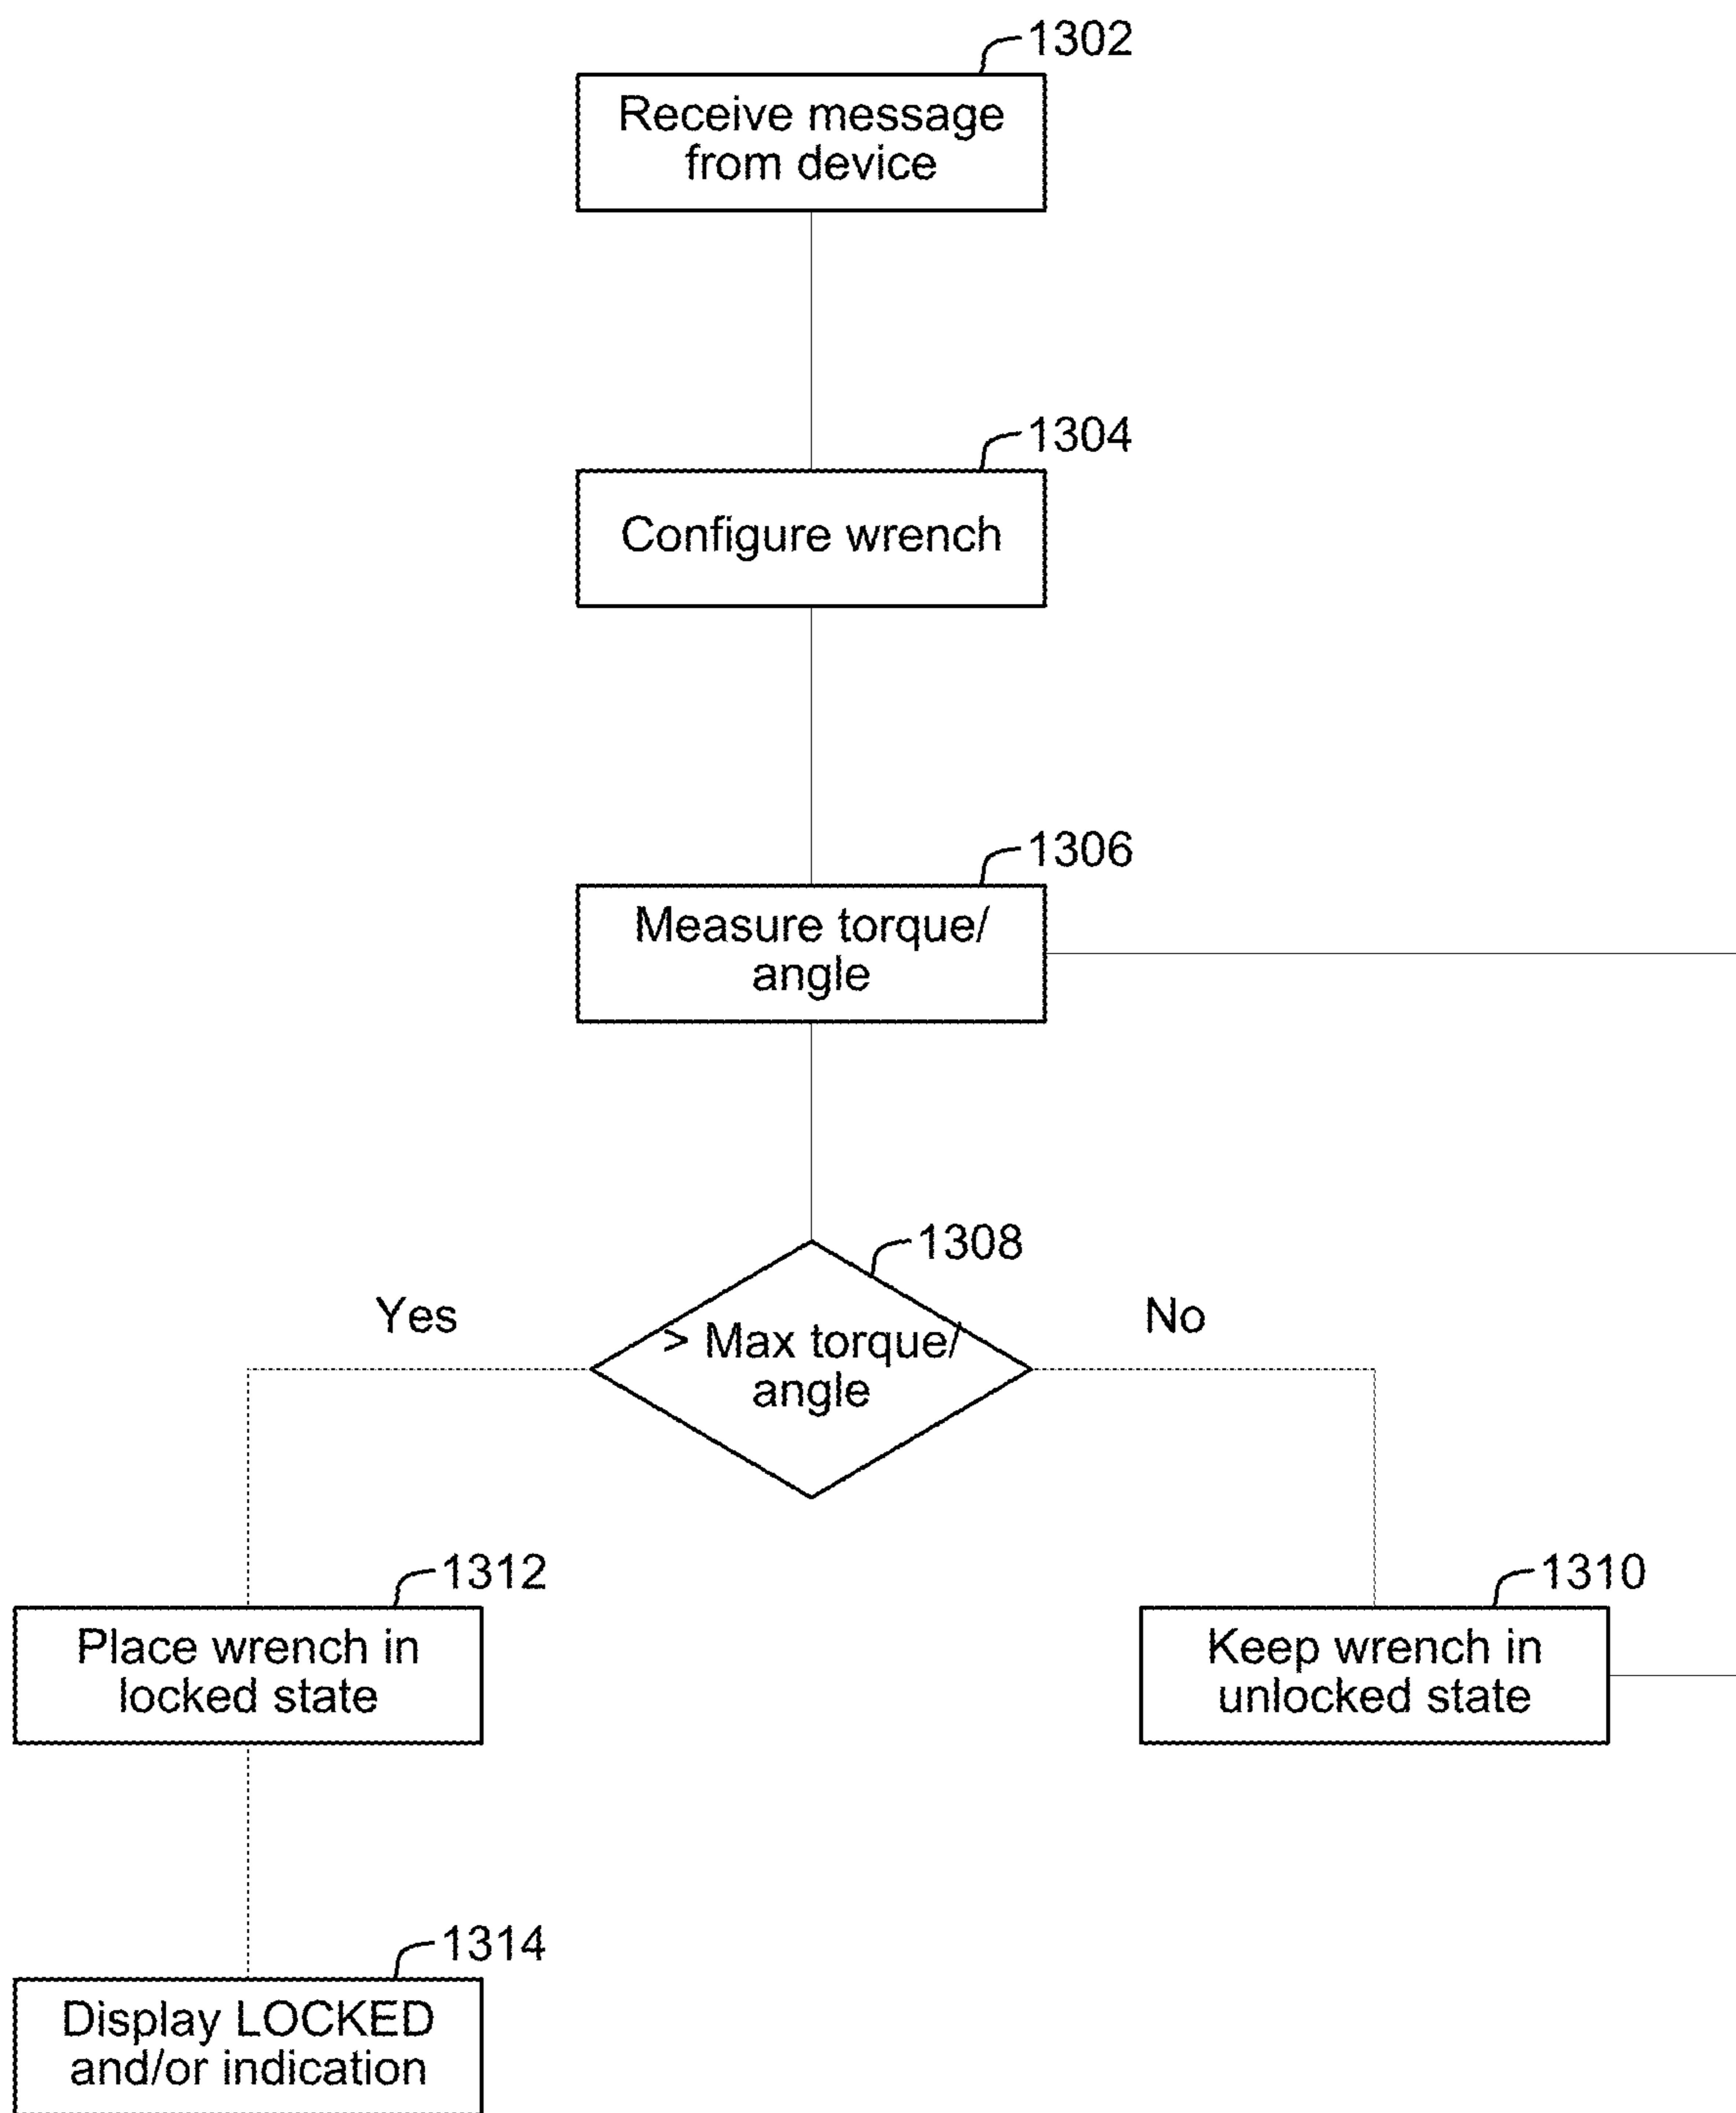 1302
Receive message
from device
1304
Configure wrench
1306
Measure torque/
angle
1308
Yes
> Max torque/
angle
No
1312
Place wrench in
locked state
1310
Keep wrench in
unlocked state
1314
Display LOCKED
and/or indication